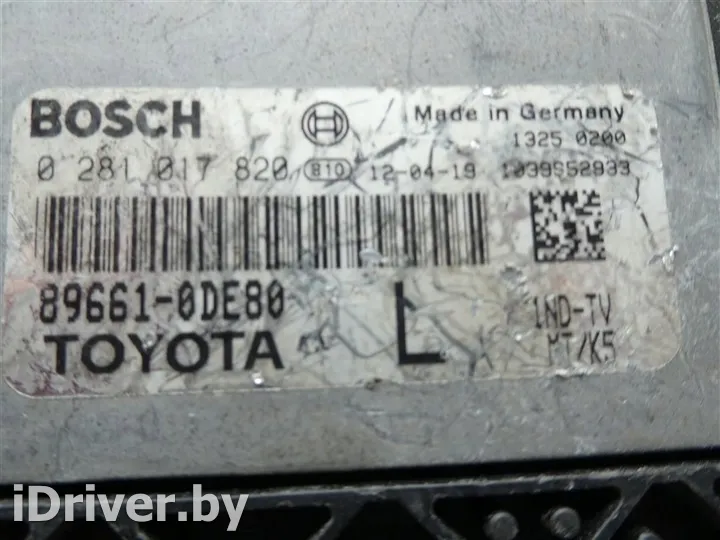 BOSCH
Made in Germany
1325 0200
0 281 017 820 810 12-04-19 1039S52933
89661-0DE80
L
1ND-TV
TOYOTA
MT/K5
iDriver.by